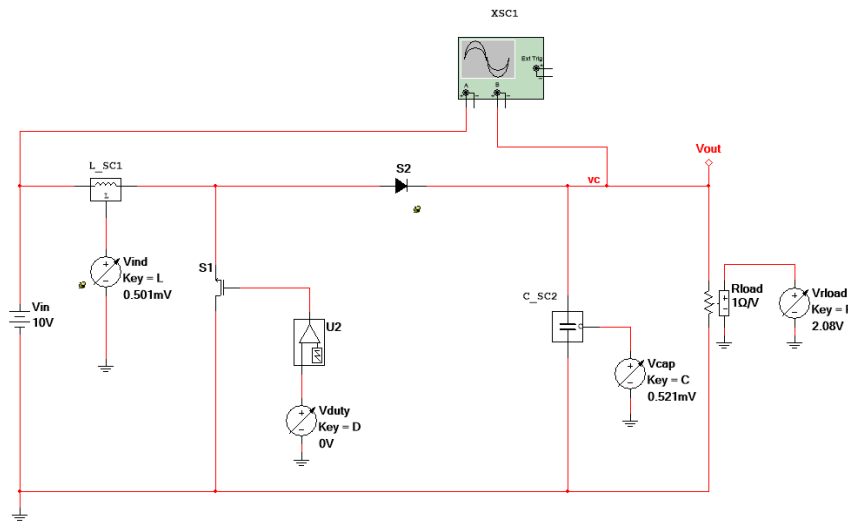 XSC1
Ext Trig
+
−
A
B
+ − + −
Vout
L_SC1
S2
vc
L
Vind
Key = L
0.501mV
S1
Rload
1Ω/V
Vrload
Key = 
2.08V
Vin
10V
C_SC2
C
U2
Vcap
Key = C
0.521mV
Vduty
Key = D
0V